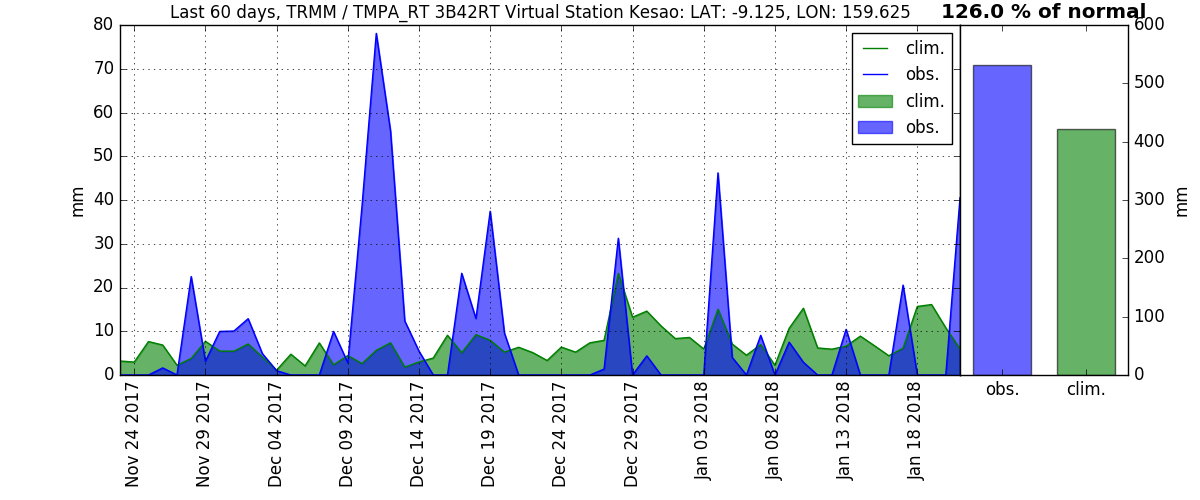 Last 60 days, TRMM / TMPA_RT 3B42RT Virtual Station Kesao: LAT: -9.125, LON: 159.625
126.0 % of normal
80
70
60
50
40
30
20
10
0
mm
clim.
obs.
clim.
obs.
Nov 24 2017
Nov 29 2017
Dec 04 2017
Dec 09 2017
Dec 14 2017
Dec 19 2017
Dec 24 2017
Dec 29 2017
Jan 03 2018
Jan 08 2018
Jan 13 2018
Jan 18 2018
600
500
400
300
200
100
0
mm
obs.
clim.